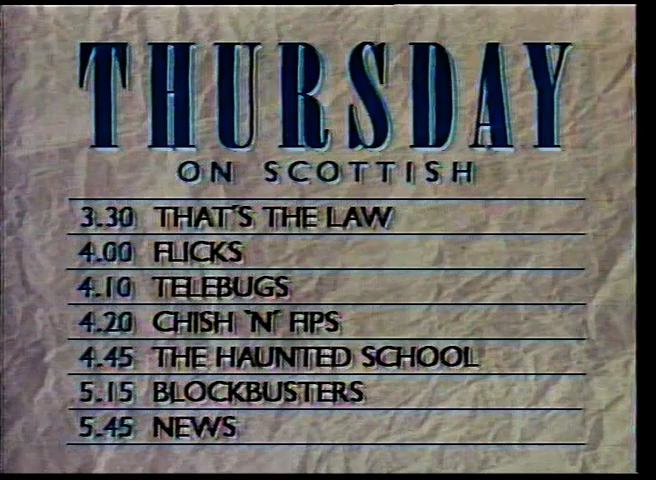 THURSDAY
ON SCOTTISH
3.30 THAT'S THE LAW
4.00 FLICKS
4.10 TELEBUGS
4.20 CHISH 'N' FIPS
4.45 THE HAUNTED SCHOOL
5.15 BLOCKBUSTERS
5.45 NEWS